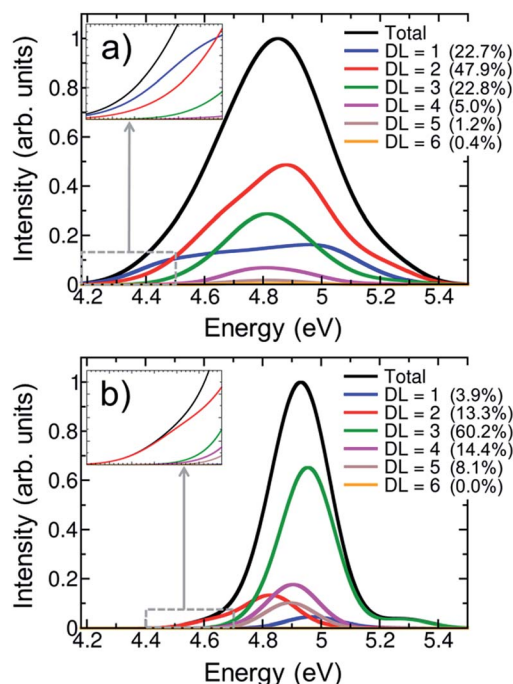 a)
Total
DL = 1 (22.7%)
DL = 2 (47.9%)
DL = 3 (22.8%)
DL = 4 (5.0%)
DL = 5 (1.2%)
DL = 6 (0.4%)
Intensity (arb. units)
1
0.8
0.6
0.4
0.2
0
4.2 4.4 4.6 4.8 5 5.2 5.4
Energy (eV)
b)
Total
DL = 1 (3.9%)
DL = 2 (13.3%)
DL = 3 (60.2%)
DL = 4 (14.4%)
DL = 5 (8.1%)
DL = 6 (0.0%)
Intensity (arb. units)
1
0.8
0.6
0.4
0.2
0
4.2 4.4 4.6 4.8 5 5.2 5.4
Energy (eV)